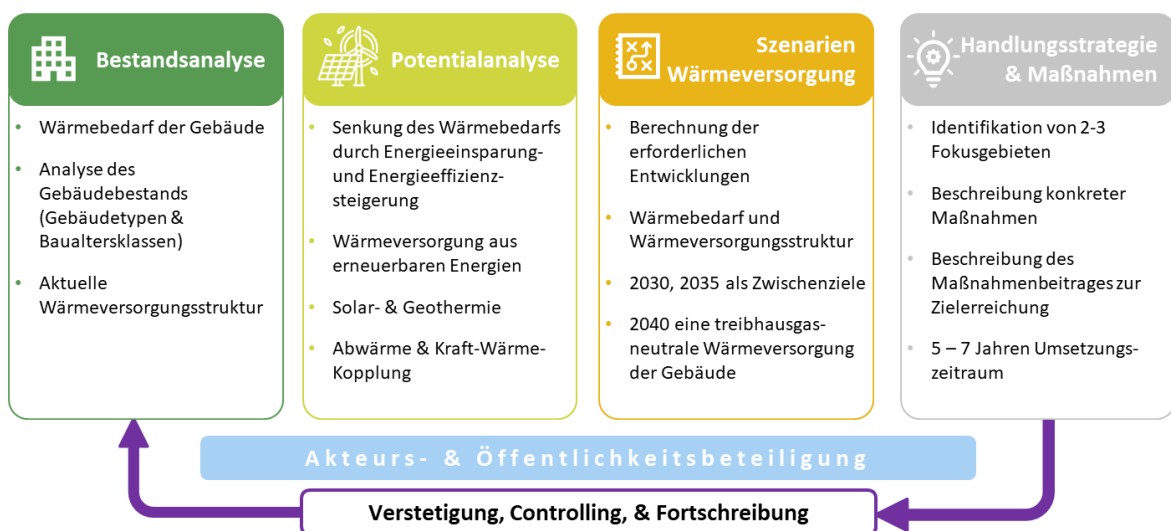 Bestandsanalyse
• Wärmebedarf der Gebäude
• Analyse des
Gebäudebestands
(Gebäudetypen &
Baualtersklassen)
• Aktuelle
Wärmeversorgungsstruktur
Potentialanalyse
• Senkung des Wärmebedarfs
durch Energieeinsparung-
und Energieeffizienz-
steigerung
• Wärmeversorgung aus
erneuerbaren Energien
• Solar- & Geothermie
• Abwärme & Kraft-Wärme-
Kopplung
Szenarien
Wärmeversorgung
• Berechnung der
erforderlichen
Entwicklungen
• Wärmebedarf und
Wärmeversorgungsstruktur
• 2030, 2035 als Zwischenziele
• 2040 eine treibhausgas-
neutrale Wärmeversorgung
der Gebäude
Handlungsstrategie
& Maßnahmen
• Identifikation von 2-3
Fokusgebieten
• Beschreibung konkreter
Maßnahmen
• Beschreibung des
Maßnahmenbeitrages zur
Zielerreichung
• 5 – 7 Jahren Umsetzungs-
zeitraum
Akteurs- & Öffentlichkeitsbeteiligung
Verstetigung, Controlling, & Fortschreibung